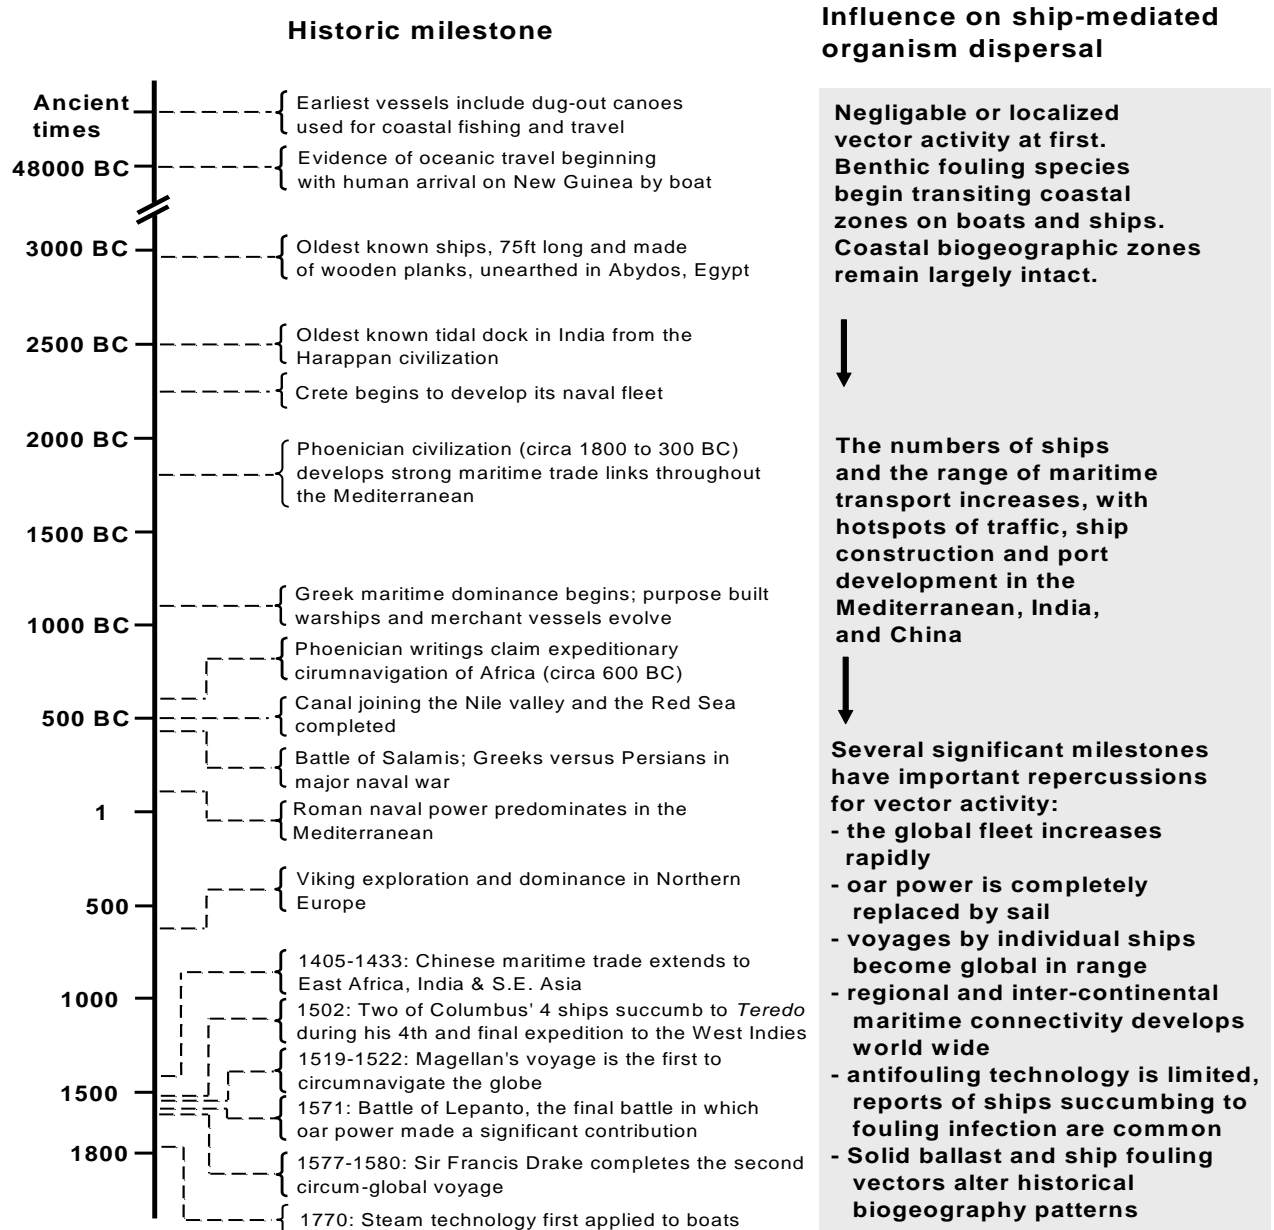 Historic milestone
Influence on ship-mediated
organism dispersal
Ancient
times
Earliest vessels include dug-out canoes
used for coastal fishing and travel
48000 BC
Evidence of oceanic travel beginning
with human arrival on New Guinea by boat
3000 BC
Oldest known ships, 75ft long and made
of wooden planks, unearthed in Abydos, Egypt
2500 BC
Oldest known tidal dock in India from the
Harappan civilization
Crete begins to develop its naval fleet
2000 BC
Phoenician civilization (circa 1800 to 300 BC)
develops strong maritime trade links throughout
the Mediterranean
1500 BC
Greek maritime dominance begins; purpose built
warships and merchant vessels evolve
1000 BC
Phoenician writings claim expeditionary
cirumnavigation of Africa (circa 600 BC)
500 BC
Canal joining the Nile valley and the Red Sea
completed
Battle of Salamis; Greeks versus Persians in
major naval war
1
Roman naval power predominates in the
Mediterranean
500
Viking exploration and dominance in Northern
Europe
1000
1405-1433: Chinese maritime trade extends to
East Africa, India & S.E. Asia
1502: Two of Columbus' 4 ships succumb to Teredo
during his 4th and final expedition to the West Indies
1500
1519-1522: Magellan's voyage is the first to
circumnavigate the globe
1571: Battle of Lepanto, the final battle in which
oar power made a significant contribution
1800
1577-1580: Sir Francis Drake completes the second
circum-global voyage
1770: Steam technology first applied to boats
Negligable or localized
vector activity at first.
Benthic fouling species
begin transiting coastal
zones on boats and ships.
Coastal biogeographic zones
remain largely intact.
The numbers of ships
and the range of maritime
transport increases, with
hotspots of traffic, ship
construction and port
development in the
Mediterranean, India,
and China
Several significant milestones
have important repercussions
for vector activity:
- the global fleet increases
rapidly
- oar power is completely
replaced by sail
- voyages by individual ships
become global in range
- regional and inter-continental
maritime connectivity develops
world wide
- antifouling technology is limited,
reports of ships succumbing to
fouling infection are common
- Solid ballast and ship fouling
vectors alter historical
biogeography patterns